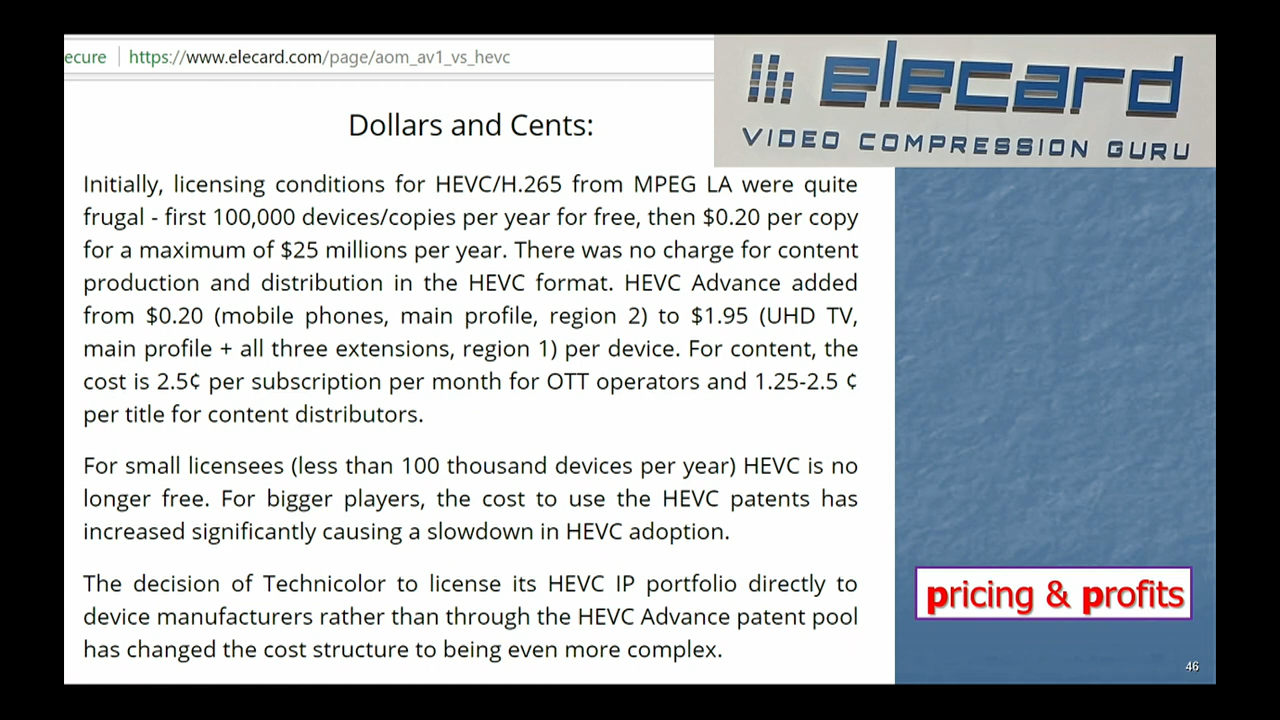 ecure
https://www.elecard.com/page/aom_av1_vs_hevc
elecard
VIDEO COMPRESSION GURU
Dollars and Cents:
Initially, licensing conditions for HEVC/H.265 from MPEG LA were quite
frugal - first 100,000 devices/copies per year for free, then $0.20 per copy
for a maximum of $25 millions per year. There was no charge for content
production and distribution in the HEVC format. HEVC Advance added
from $0.20 (mobile phones, main profile, region 2) to $1.95 (UHD TV,
main profile + all three extensions, region 1) per device. For content, the
cost is 2.5¢ per subscription per month for OTT operators and 1.25-2.5 ¢
per title for content distributors.
For small licensees (less than 100 thousand devices per year) HEVC is no
longer free. For bigger players, the cost to use the HEVC patents has
increased significantly causing a slowdown in HEVC adoption.
The decision of Technicolor to license its HEVC IP portfolio directly to
device manufacturers rather than through the HEVC Advance patent pool
has changed the cost structure to being even more complex.
pricing & profits
46